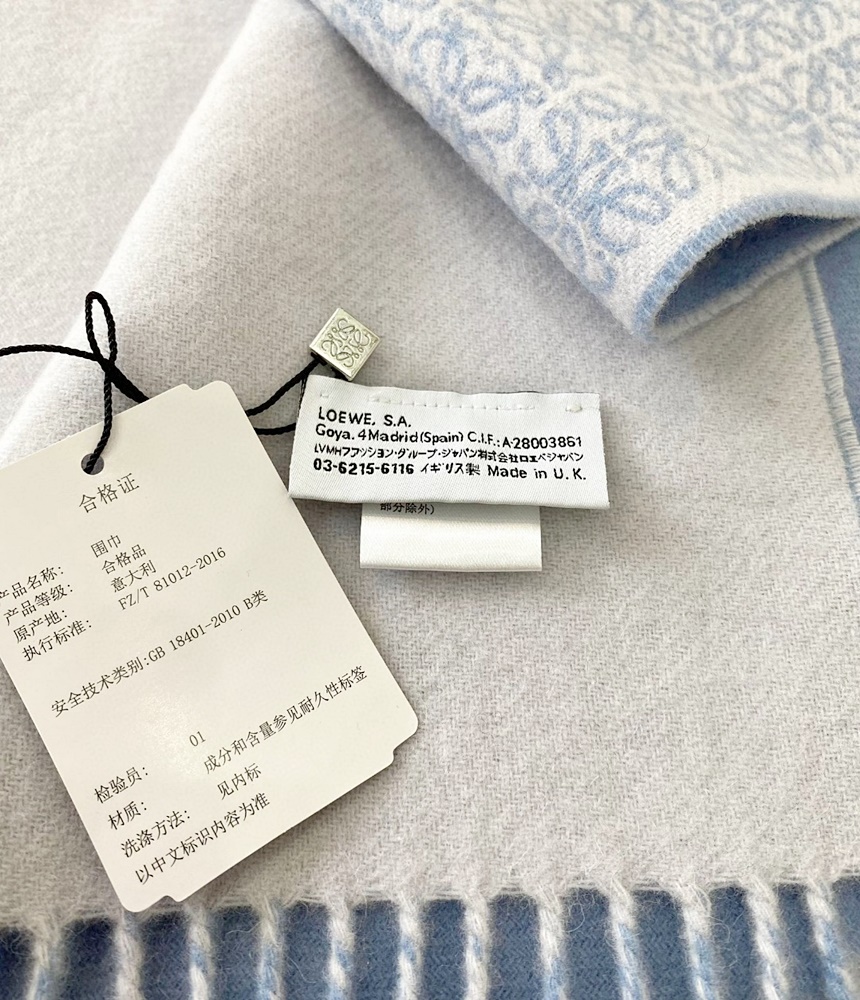 合格证
产品名称: 围巾
产品等级: 合格品
原产地: 意大利
执行标准: FZ/T 81012-2016
安全技术类别:GB 18401-2010 B类
检验员: 01
材质: 成分和含量参见耐久性标签
洗涤方法: 见内标
以中文标识内容为准
LOEWE, S.A.
Goya, 4 Madrid (Spain) C.I.F.: A-28003861
LVMHファッション・グループ・ジャパン株式会社ロエベジャパン
03-6215-6116 イギリス製 Made in U.K.
部分除外)